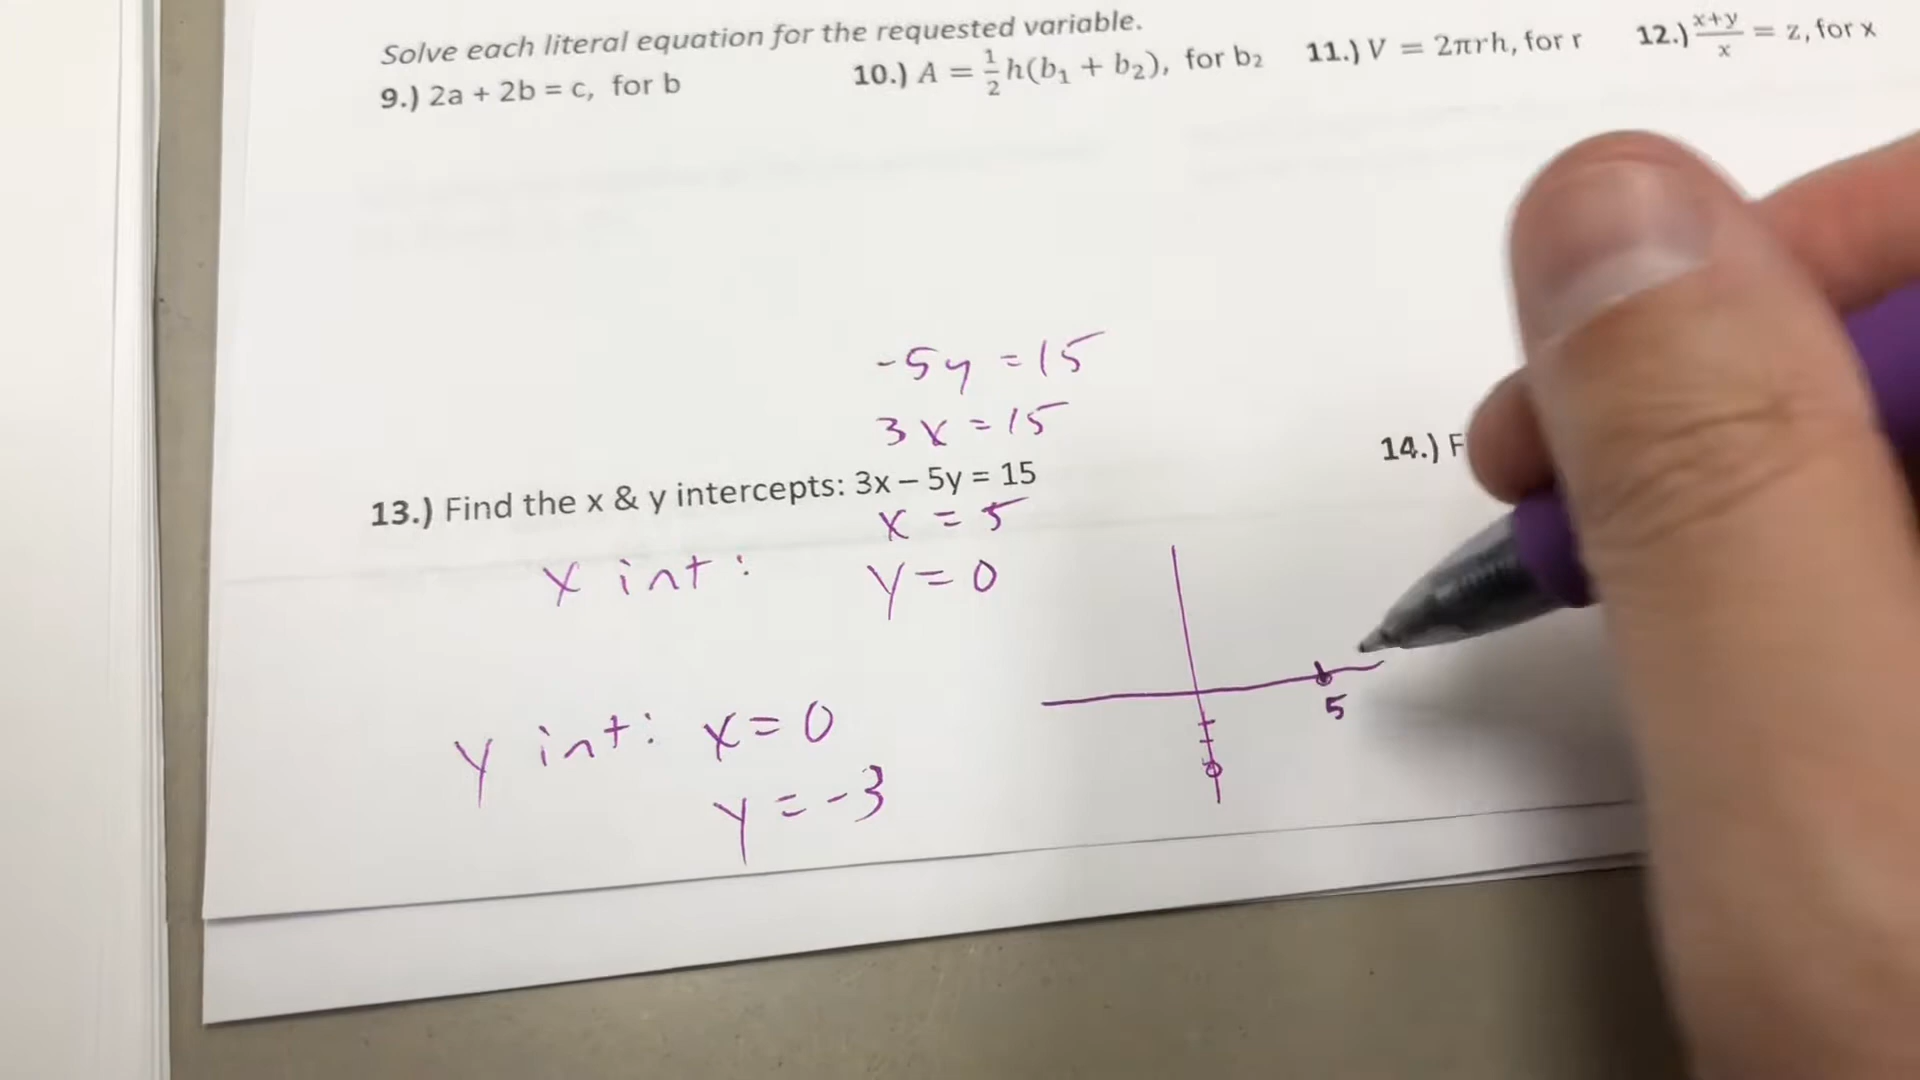 Solve each literal equation for the requested variable.
9.) 2a + 2b = c, for b
10.) A = 1/2 h(b₁ + b₂), for b₂
11.) V = 2πrh, for r
12.) x+y/x = z, for x
-5y = 15
3x = 15
13.) Find the x & y intercepts: 3x – 5y = 15
x = 5
x int: y = 0
y int: x = 0
y = -3
5
14.) F